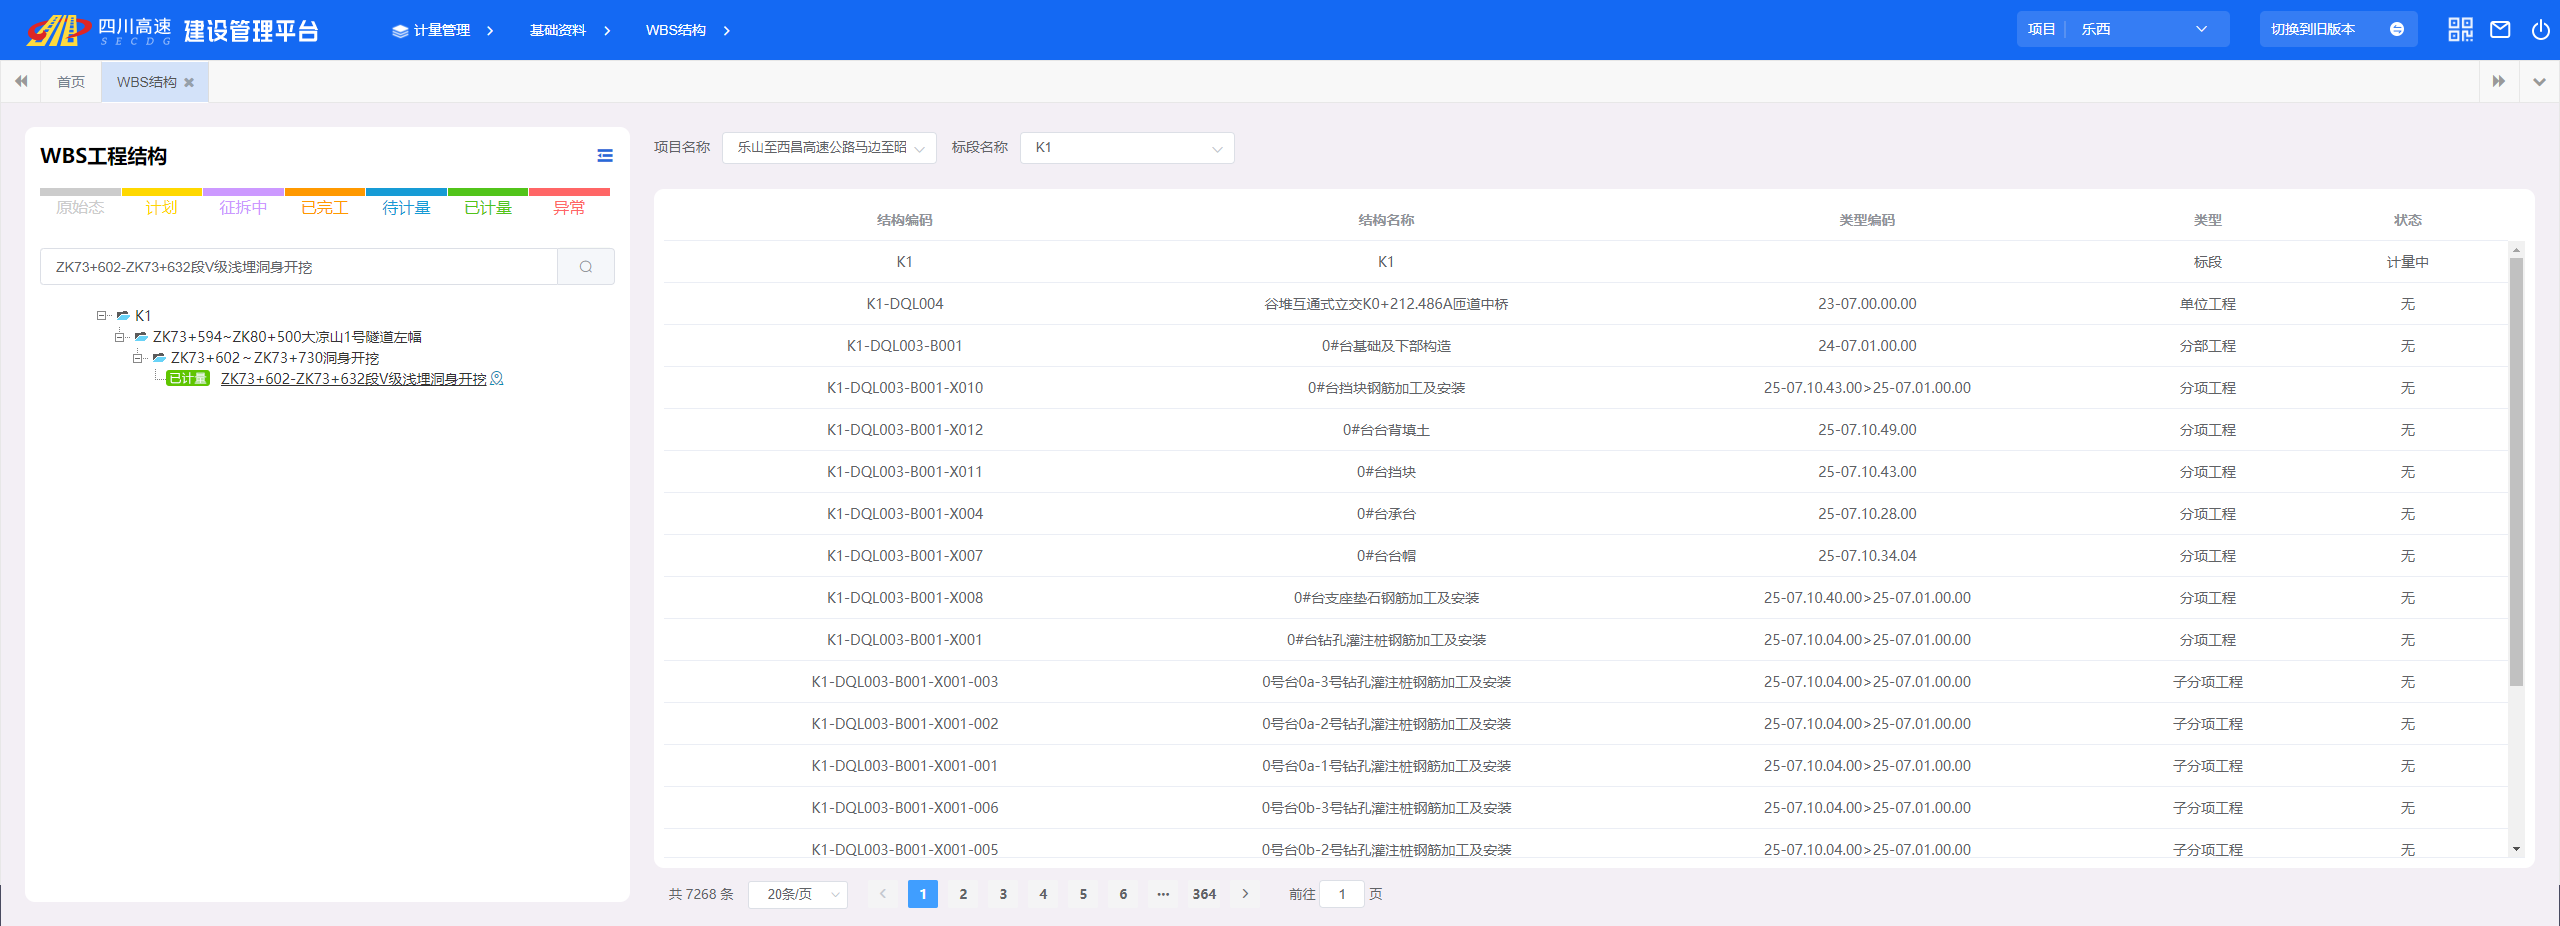 四川高速 SECDG 建设管理平台 计量管理 基础资料 WBS结构 项目 乐西 切换到旧版本
首页 WBS结构
WBS工程结构
原始态 计划 征拆中 已完工 待计量 已计量 异常
ZK73+602-ZK73+632段V级浅埋洞身开挖
K1
ZK73+594~ZK80+500大凉山1号隧道左幅
ZK73+602～ZK73+730洞身开挖
已计量 ZK73+602-ZK73+632段V级浅埋洞身开挖
项目名称 乐山至西昌高速公路马边至昭 标段名称 K1
结构编码 结构名称 类型编码 类型 状态
K1 K1 标段 计量中
K1-DQL004 谷堆互通式立交K0+212.486A匝道中桥 23-07.00.00.00 单位工程 无
K1-DQL003-B001 0#台基础及下部构造 24-07.01.00.00 分部工程 无
K1-DQL003-B001-X010 0#台挡块钢筋加工及安装 25-07.10.43.00>25-07.01.00.00 分项工程 无
K1-DQL003-B001-X012 0#台台背填土 25-07.10.49.00 分项工程 无
K1-DQL003-B001-X011 0#台挡块 25-07.10.43.00 分项工程 无
K1-DQL003-B001-X004 0#台承台 25-07.10.28.00 分项工程 无
K1-DQL003-B001-X007 0#台台帽 25-07.10.34.04 分项工程 无
K1-DQL003-B001-X008 0#台支座垫石钢筋加工及安装 25-07.10.40.00>25-07.01.00.00 分项工程 无
K1-DQL003-B001-X001 0#台钻孔灌注桩钢筋加工及安装 25-07.10.04.00>25-07.01.00.00 分项工程 无
K1-DQL003-B001-X001-003 0号台0a-3号钻孔灌注桩钢筋加工及安装 25-07.10.04.00>25-07.01.00.00 子分项工程 无
K1-DQL003-B001-X001-002 0号台0a-2号钻孔灌注桩钢筋加工及安装 25-07.10.04.00>25-07.01.00.00 子分项工程 无
K1-DQL003-B001-X001-001 0号台0a-1号钻孔灌注桩钢筋加工及安装 25-07.10.04.00>25-07.01.00.00 子分项工程 无
K1-DQL003-B001-X001-006 0号台0b-3号钻孔灌注桩钢筋加工及安装 25-07.10.04.00>25-07.01.00.00 子分项工程 无
K1-DQL003-B001-X001-005 0号台0b-2号钻孔灌注桩钢筋加工及安装 25-07.10.04.00>25-07.01.00.00 子分项工程 无
共 7268 条 20条/页 1 2 3 4 5 6 ··· 364 前往 1 页